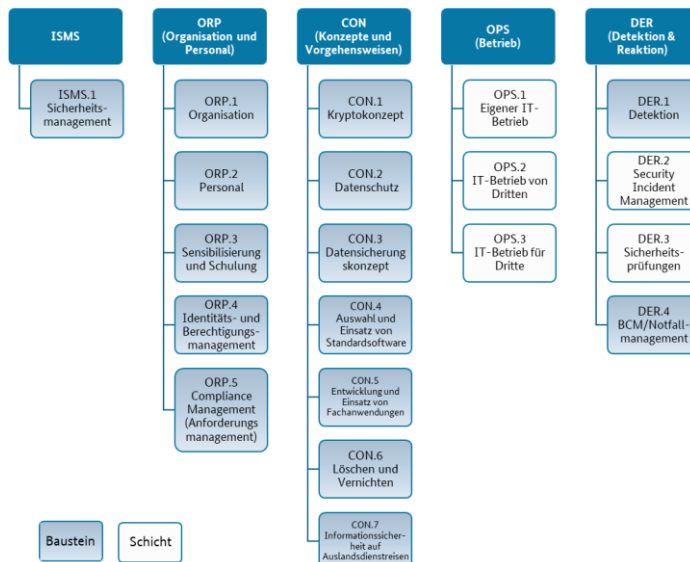 ISMS
ORP
(Organisation und
Personal)
CON
(Konzepte und
Vorgehensweisen)
OPS
(Betrieb)
DER
(Detektion &
Reaktion)
ISMS.1
Sicherheits-
management
ORP.1
Organisation
ORP.2
Personal
ORP.3
Sensibilisierung
und Schulung
ORP.4
Identitäts- und
Berechtigungs-
management
ORP.5
Compliance
Management
(Anforderungs
management)
CON.1
Kryptokonzept
CON.2
Datenschutz
CON.3
Datensicherung
skonzept
CON.4
Auswahl und
Einsatz von
Standardsoftware
CON.5
Entwicklung und
Einsatz von
Fachanwendungen
CON.6
Löschen und
Vernichten
CON.7
Informationssicher-
heit auf
Auslandsdienstreisen
OPS.1
Eigener IT-
Betrieb
OPS.2
IT-Betrieb von
Dritten
OPS.3
IT-Betrieb für
Dritte
DER.1
Detektion
DER.2
Security
Incident
Management
DER.3
Sicherheits-
prüfungen
DER.4
BCM/Notfall-
management
Baustein
Schicht